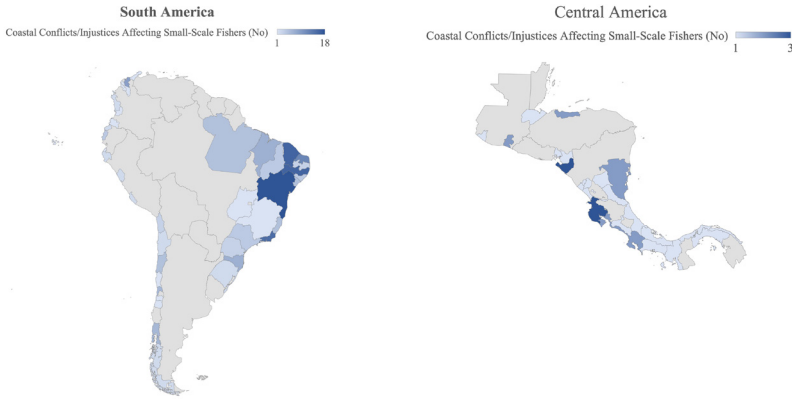 South America
Coastal Conflicts/Injustices Affecting Small-Scale Fishers (No)
1 18
Central America
Coastal Conflicts/Injustices Affecting Small-Scale Fishers (No)
1 3